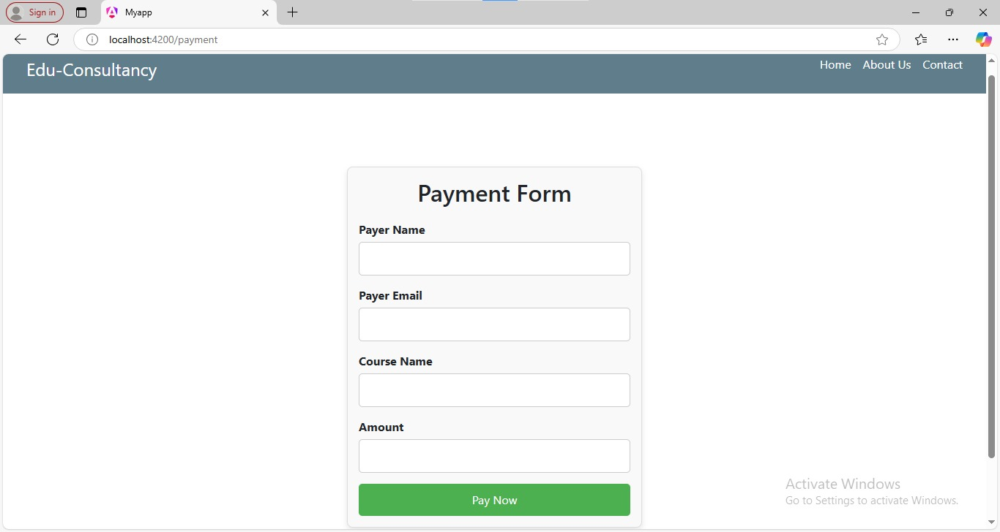 Sign in
Myapp
localhost:4200/payment
Edu-Consultancy
Home About Us Contact
Payment Form
Payer Name
Payer Email
Course Name
Amount
Pay Now
Activate Windows
Go to Settings to activate Windows.